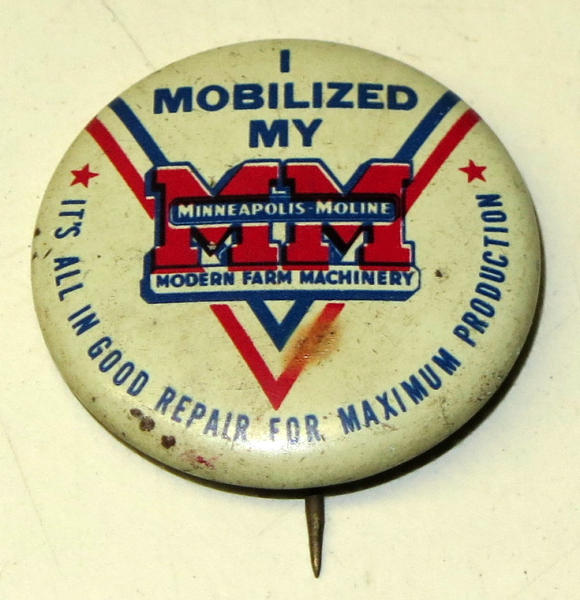 I
MOBILIZED
MY
MM
MINNEAPOLIS-MOLINE
MODERN FARM MACHINERY
IT'S ALL IN GOOD REPAIR FOR MAXIMUM PRODUCTION